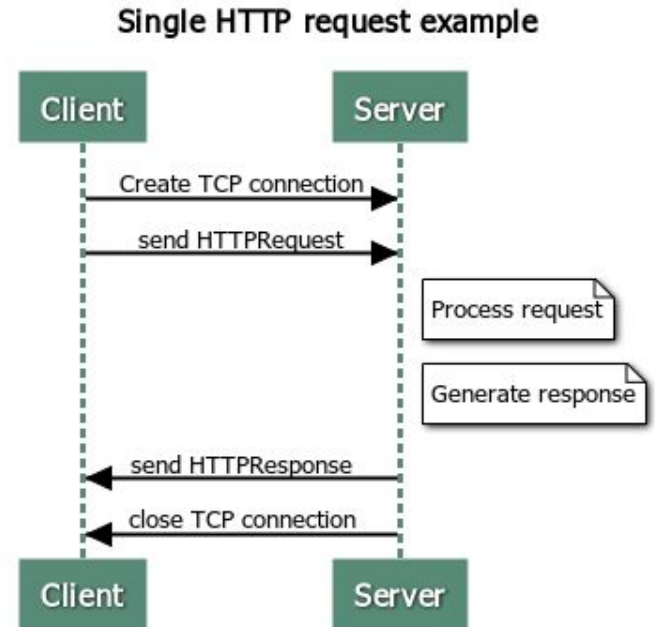 Single HTTP request example
Client
Server
Create TCP connection
send HTTPRequest
Process request
Generate response
send HTTPResponse
close TCP connection
Client
Server